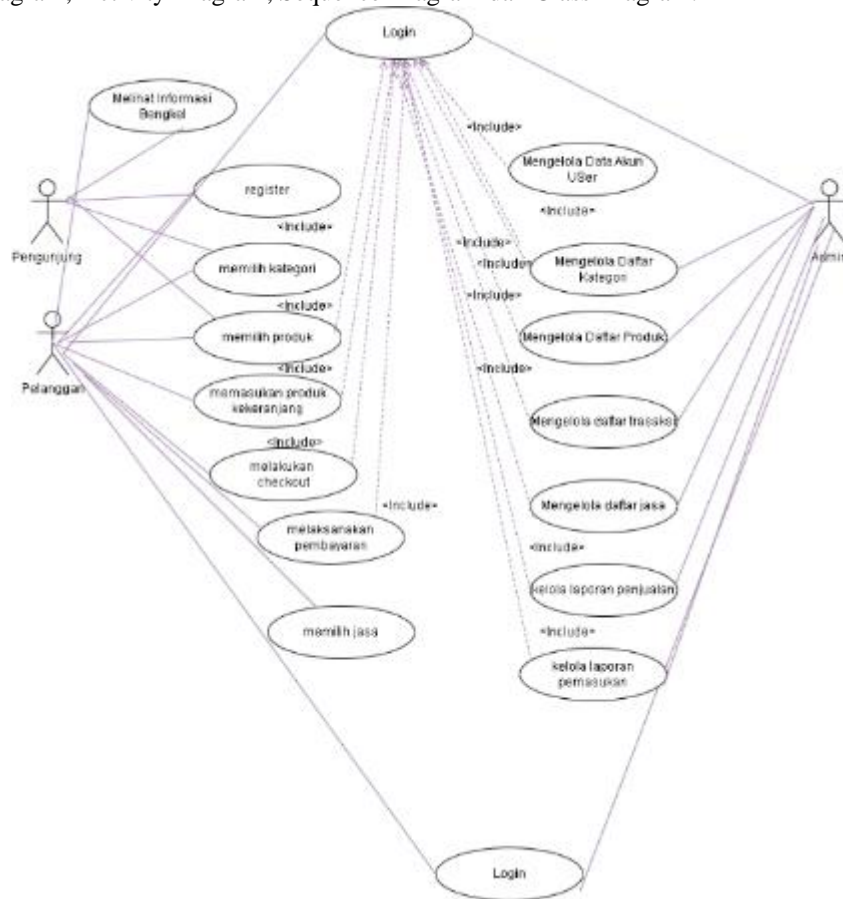 Login
Melihat Informasi
Bengkel
<Include>
Mengelola Data Akun
USer
register
<Include>
<Include>
Pengunjung
memilih kategori
<Include>
<Include>
Mengelola Daftar
Kategori
Admin
<Include>
<Include>
memilih produk
Mengelola Daftar Produk
Pelanggan
<Include>
<Include>
memasukan produk
kekeranjang
Mengelola daftar trasaksi
<Include>
melakukan
checkout
<Include>
Mengelola daftar jasa
melaksanakan
pembayaran
<Include>
kelola laporan penjualan
memilih jasa
<Include>
kelola laporan
pemasukan
Login